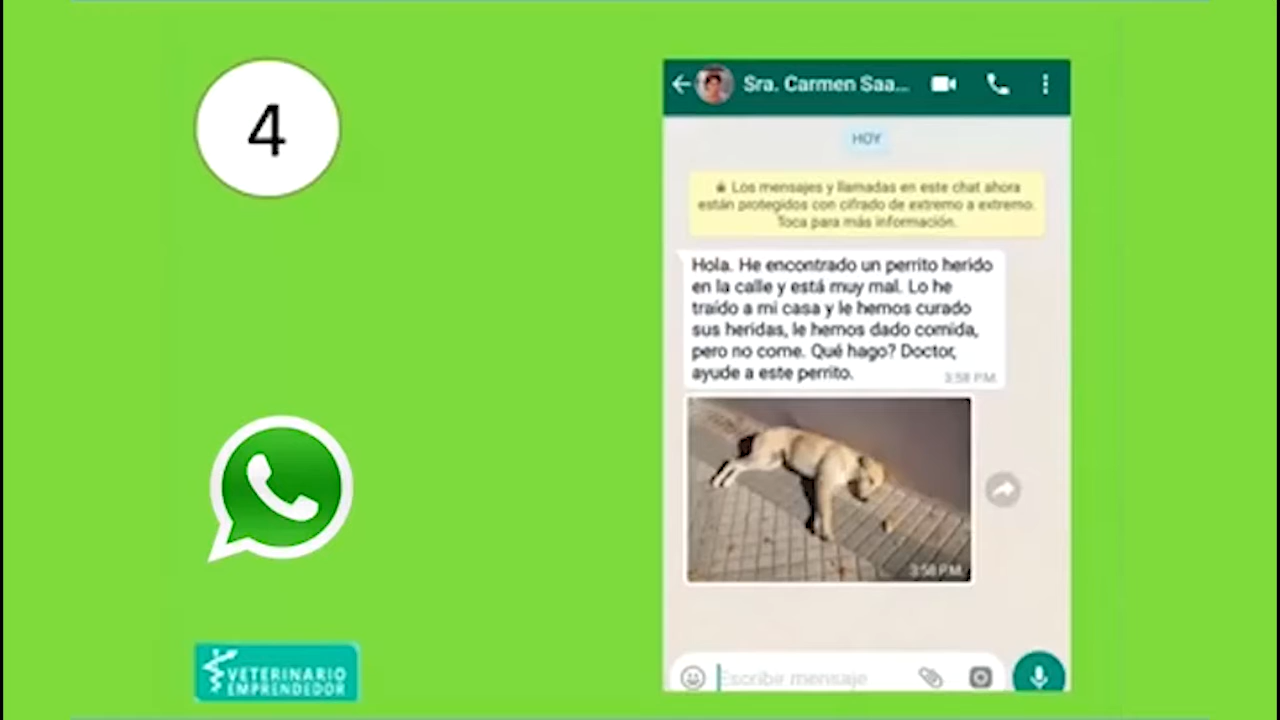 4
Sra. Carmen Saa...
HOY
Los mensajes y llamadas en este chat ahora
están protegidos con cifrado de extremo a extremo.
Toca para más información.
Hola. He encontrado un perrito herido
en la calle y está muy mal. Lo he
traído a mi casa y le hemos curado
sus heridas, le hemos dado comida,
pero no come. Qué hago? Doctor,
ayude a este perrito.
3:58 P.M.
3:58 P.M.
Escribir mensaje
VETERINARIO
EMPRENDEDOR